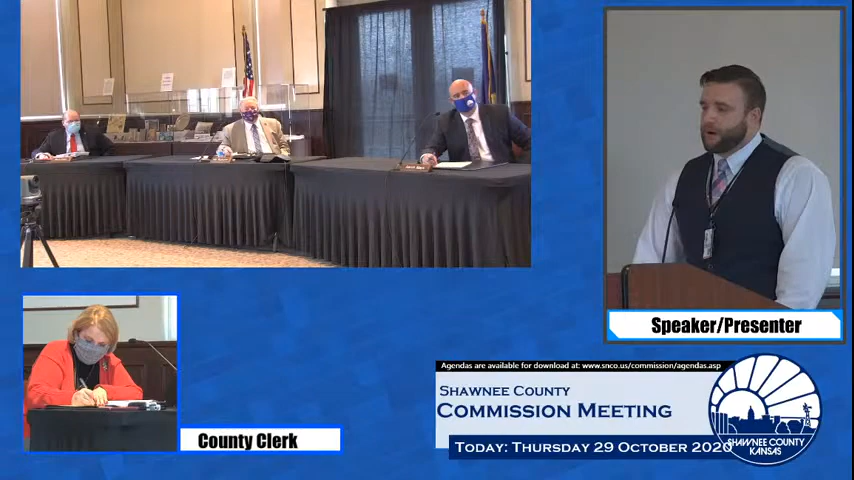 Speaker/Presenter
County Clerk
Agendas are available for download at: www.snco.us/commission/agendas.asp
Shawnee County
Commission Meeting
Today: Thursday 29 October 2020
SHAWNEE COUNTY
KANSAS